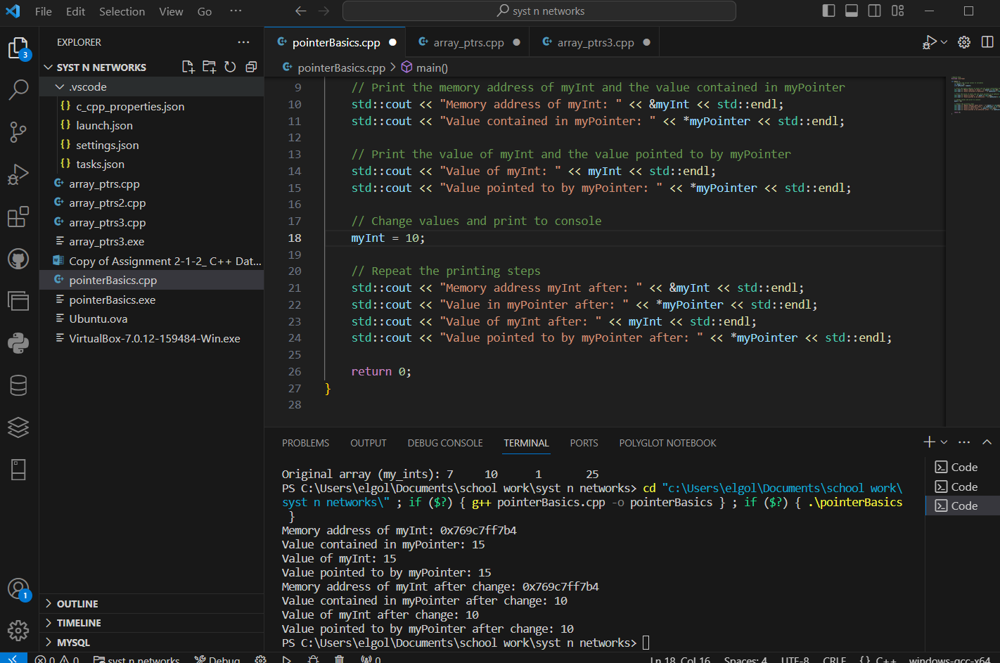 File Edit Selection View Go ··· syst n networks
EXPLORER ···
SYST N NETWORKS
.vscode
{} c_cpp_properties.json
{} launch.json
{} settings.json
{} tasks.json
array_ptrs.cpp
array_ptrs2.cpp
array_ptrs3.cpp
array_ptrs3.exe
Copy of Assignment 2-1-2_ C++ Dat...
pointerBasics.cpp
pointerBasics.exe
Ubuntu.ova
VirtualBox-7.0.12-159484-Win.exe
OUTLINE
TIMELINE
MYSQL
3
1
pointerBasics.cpp array_ptrs.cpp array_ptrs3.cpp
pointerBasics.cpp > main()
9 // Print the memory address of myInt and the value contained in myPointer
10 std::cout << "Memory address of myInt: " << &myInt << std::endl;
11 std::cout << "Value contained in myPointer: " << *myPointer << std::endl;
12
13 // Print the value of myInt and the value pointed to by myPointer
14 std::cout << "Value of myInt: " << myInt << std::endl;
15 std::cout << "Value pointed to by myPointer: " << *myPointer << std::endl;
16
17 // Change values and print to console
18 myInt = 10;
19
20 // Repeat the printing steps
21 std::cout << "Memory address myInt after: " << &myInt << std::endl;
22 std::cout << "Value in myPointer after: " << *myPointer << std::endl;
23 std::cout << "Value of myInt after: " << myInt << std::endl;
24 std::cout << "Value pointed to by myPointer after: " << *myPointer << std::endl;
25
26 return 0;
27 }
28
PROBLEMS OUTPUT DEBUG CONSOLE TERMINAL PORTS POLYGLOT NOTEBOOK
Original array (my_ints): 7 10 1 25
PS C:\Users\elgol\Documents\school work\syst n networks> cd "c:\Users\elgol\Documents\school work\
syst n networks\" ; if ($?) { g++ pointerBasics.cpp -o pointerBasics } ; if ($?) { .\pointerBasics
}
Memory address of myInt: 0x769c7ff7b4
Value contained in myPointer: 15
Value of myInt: 15
Value pointed to by myPointer: 15
Memory address of myInt after change: 0x769c7ff7b4
Value contained in myPointer after change: 10
Value of myInt after change: 10
Value pointed to by myPointer after change: 10
PS C:\Users\elgol\Documents\school work\syst n networks>
Code
Code
Code
0 0 syst n networks Debug 0 Ln 18, Col 16 Spaces: 4 UTF-8 CRLF {} C++ windows-gcc-x64